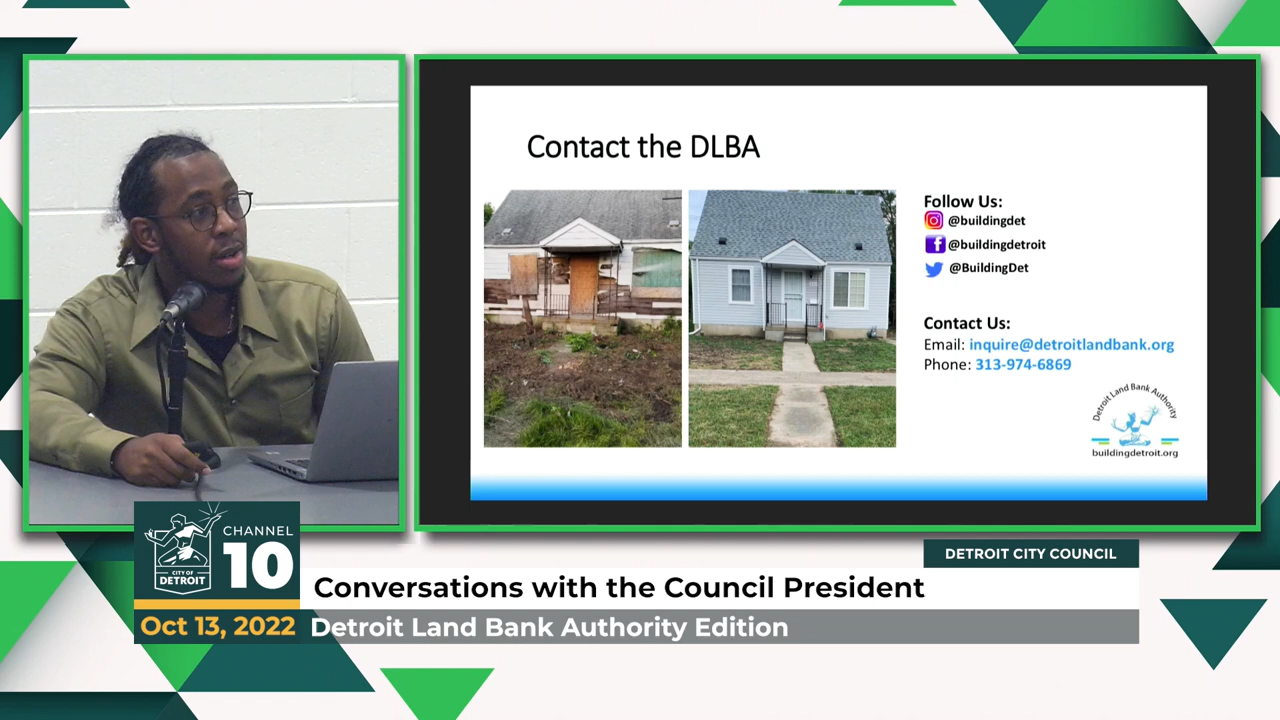 Contact the DLBA
Follow Us:
@buildingdet
@buildingdetroit
@BuildingDet
Contact Us:
Email: inquire@detroitlandbank.org
Phone: 313-974-6869
Detroit Land Bank Authority
buildingdetroit.org
CHANNEL
10
CITY OF
DETROIT
DETROIT CITY COUNCIL
Conversations with the Council President
Oct 13, 2022
Detroit Land Bank Authority Edition